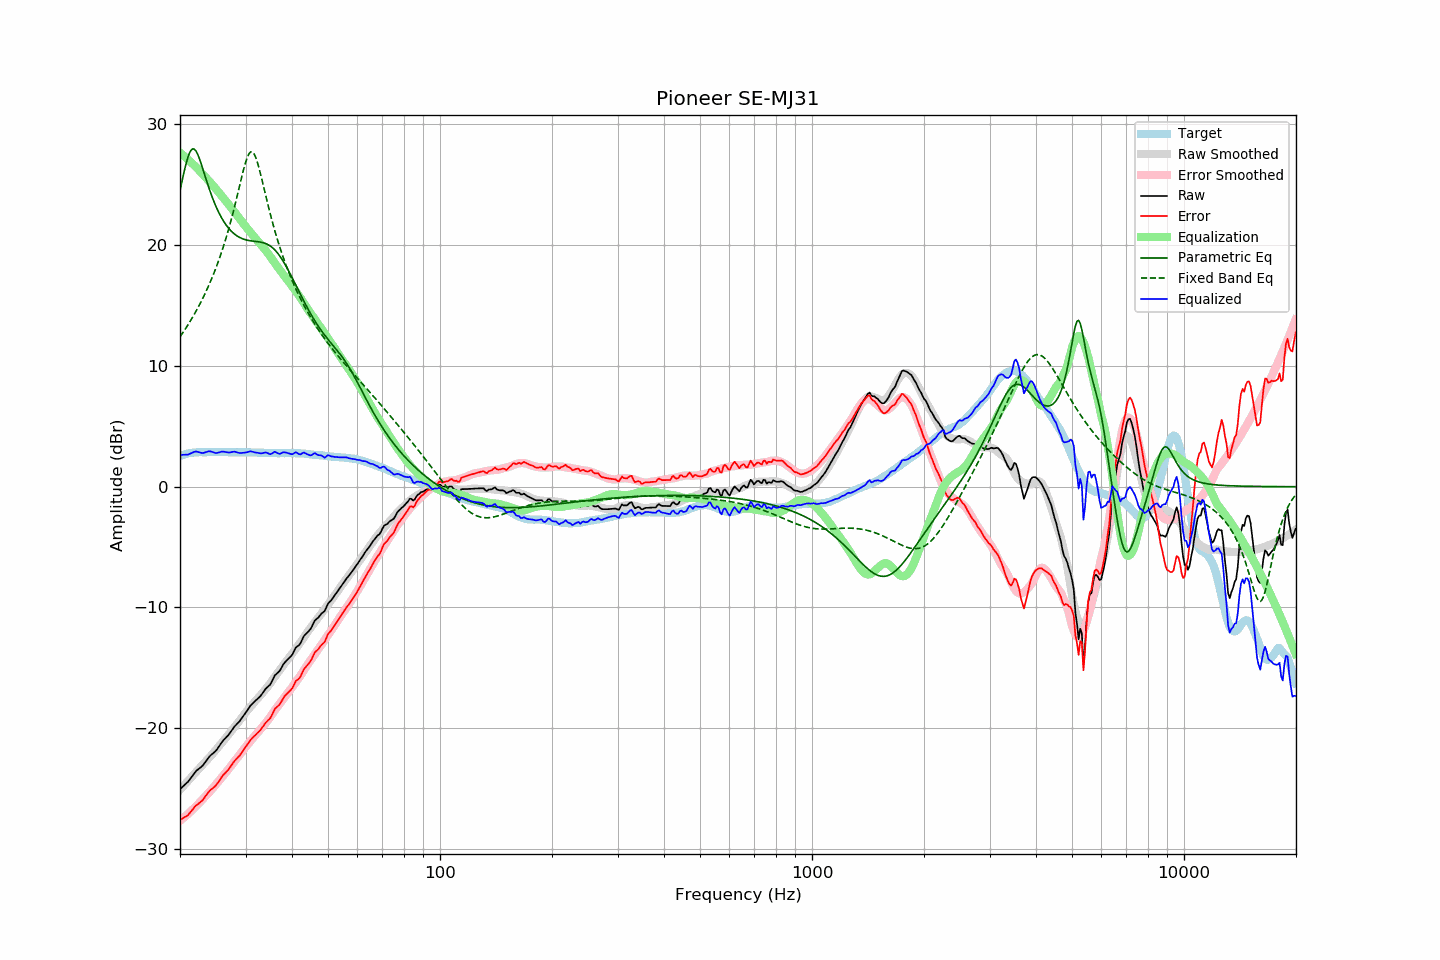 Pioneer SE-MJ31
30
20
10
0
−10
−20
−30
Amplitude (dBr)
100
1000
10000
Frequency (Hz)
Target
Raw Smoothed
Error Smoothed
Raw
Error
Equalization
Parametric Eq
Fixed Band Eq
Equalized